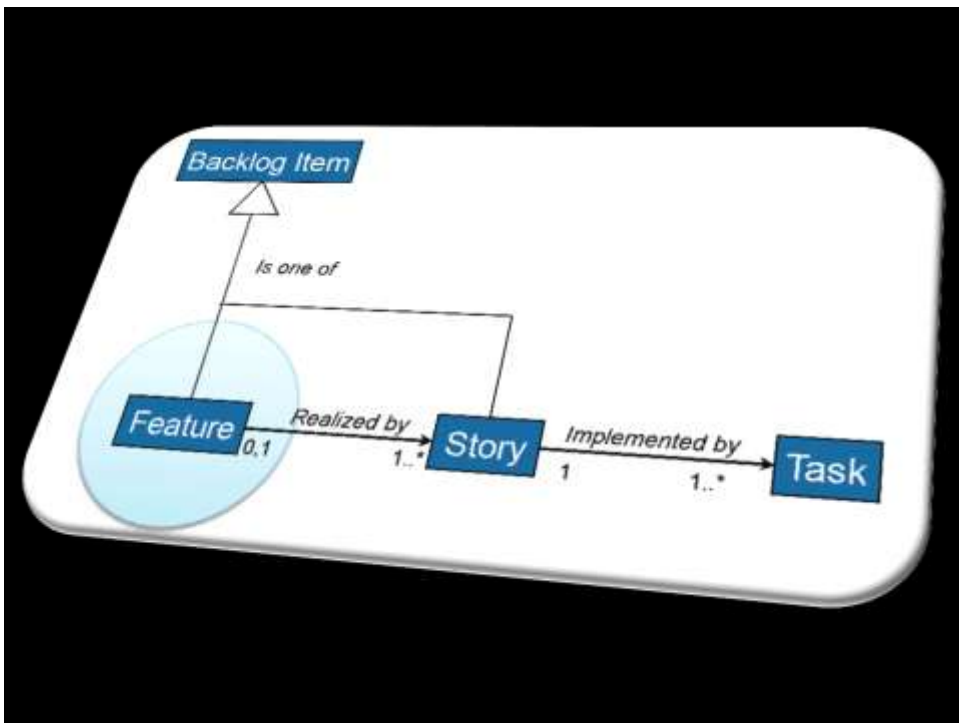 Backlog Item
Is one of
Feature
Realized by
Story
Implemented by
Task
0,1
1..*
1
1..*